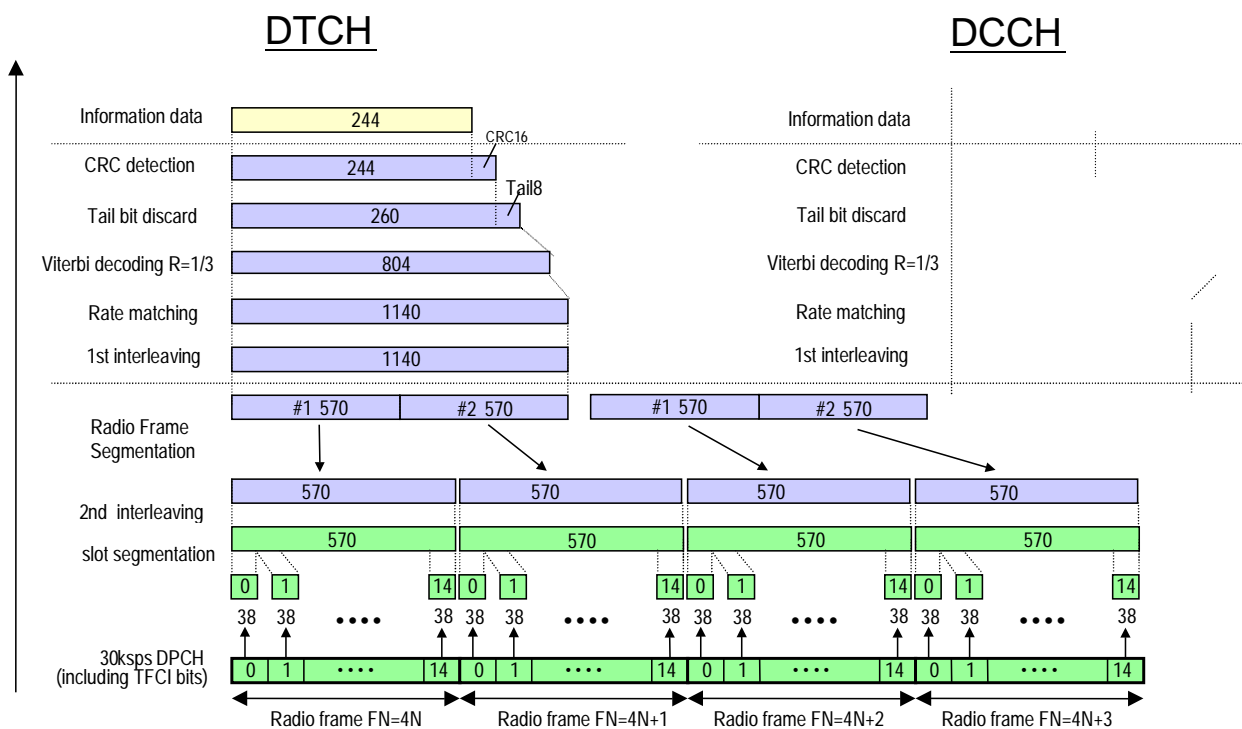 DTCH DCCH
Information data 244 Information data
CRC16
CRC detection 244 CRC detection
Tail8
Tail bit discard 260 Tail bit discard
Viterbi decoding R=1/3 804 Viterbi decoding R=1/3
Rate matching 1140 Rate matching
1st interleaving 1140 1st interleaving
#1 570 #2 570 #1 570 #2 570
Radio Frame
Segmentation
570 570 570 570
2nd interleaving
570 570 570 570
slot segmentation
0 1 14 0 1 14 0 1 14 0 1 14
38 38 •••• 38 38 38 •••• 38 38 38 •••• 38 38 38 •••• 38
30ksps DPCH
(including TFCI bits)
0 1 •••• 14 0 1 •••• 14 0 1 •••• 14 0 1 •••• 14
Radio frame FN=4N Radio frame FN=4N+1 Radio frame FN=4N+2 Radio frame FN=4N+3